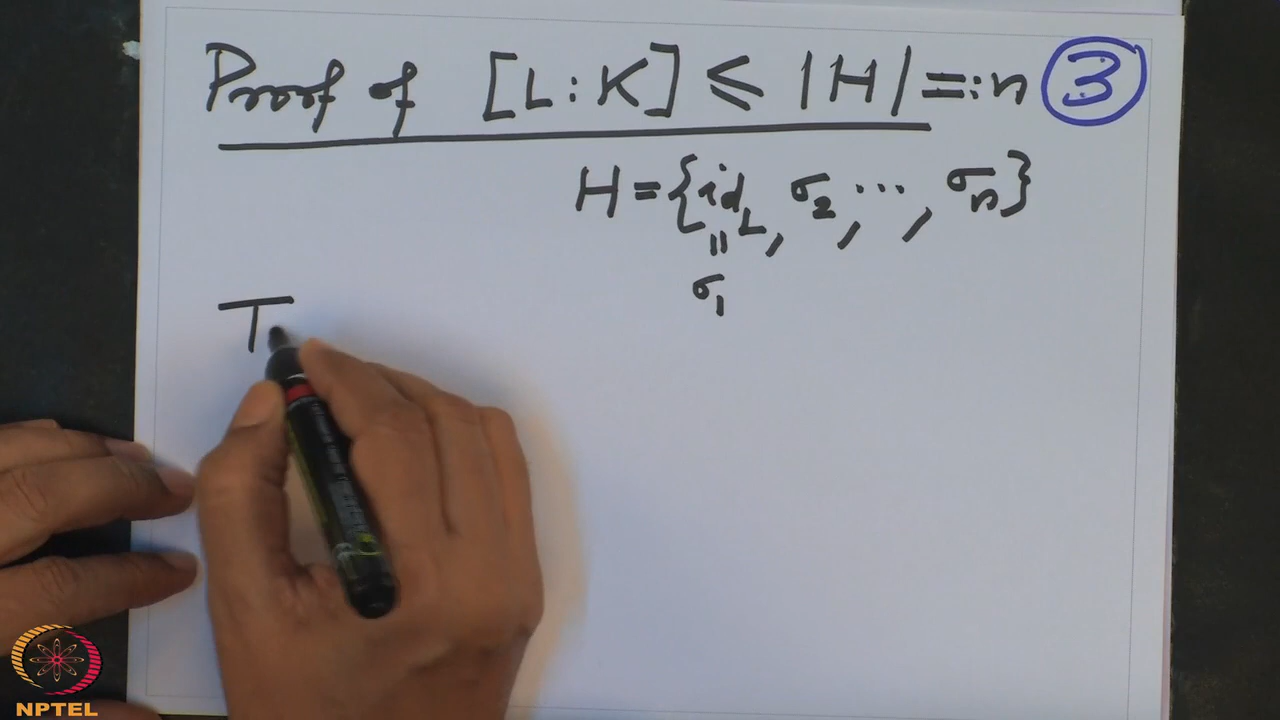 Proof of [L:K] ≤ |H| =: n 3
H = {id_L, σ_2, ..., σ_n}
=
σ_1
T
NPTEL